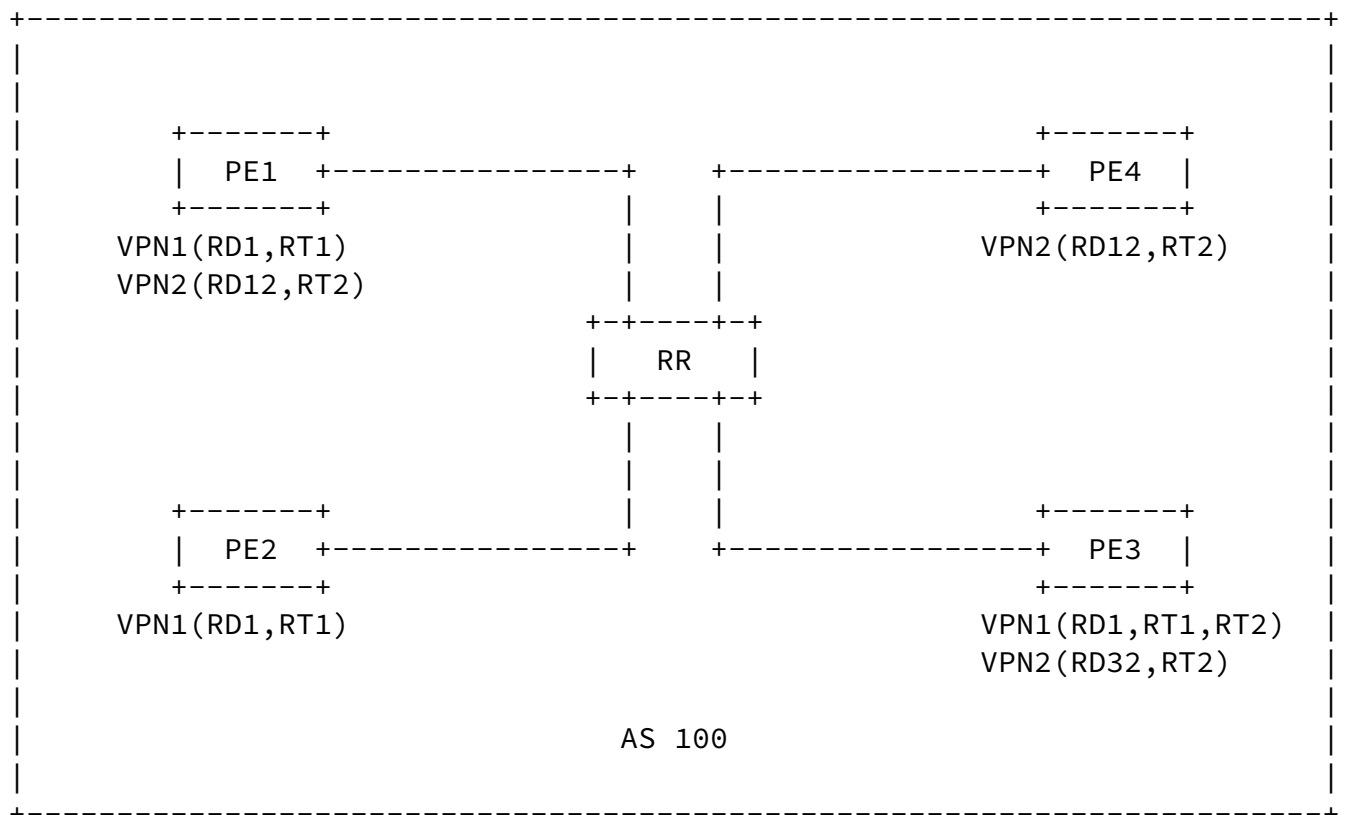 PE1 PE4
VPN1(RD1,RT1) VPN2(RD12,RT2)
VPN2(RD12,RT2)
RR
PE2 PE3
VPN1(RD1,RT1) VPN1(RD1,RT1,RT2)
VPN2(RD32,RT2)
AS 100